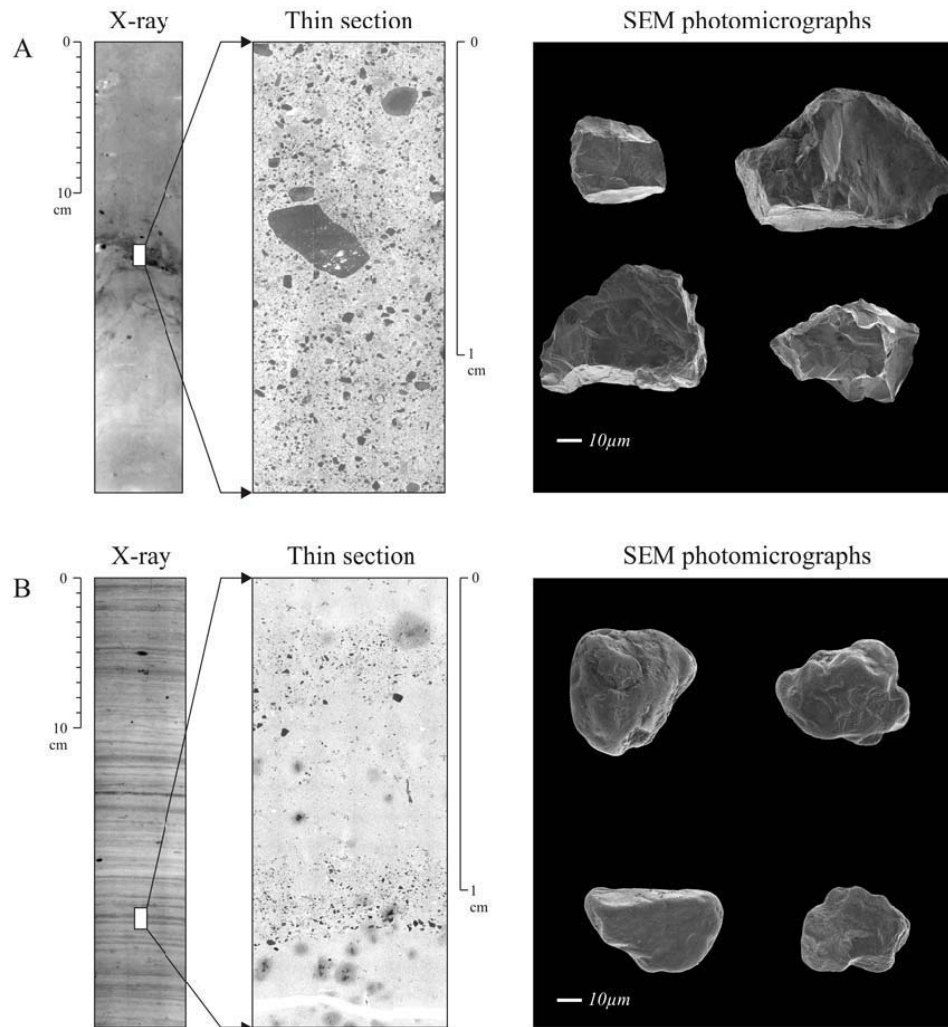 X-ray
Thin section
SEM photomicrographs
A
0
10
cm
0
1
cm
10µm
X-ray
Thin section
SEM photomicrographs
B
0
10
cm
0
1
cm
10µm